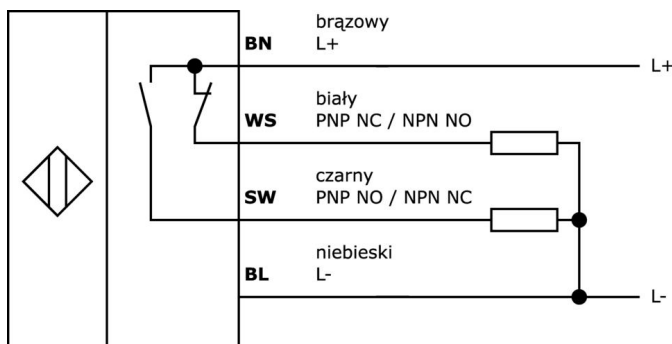 brązowy
BN L+
L+
biały
WS PNP NC / NPN NO
czarny
SW PNP NO / NPN NC
niebieski
BL L-
L-